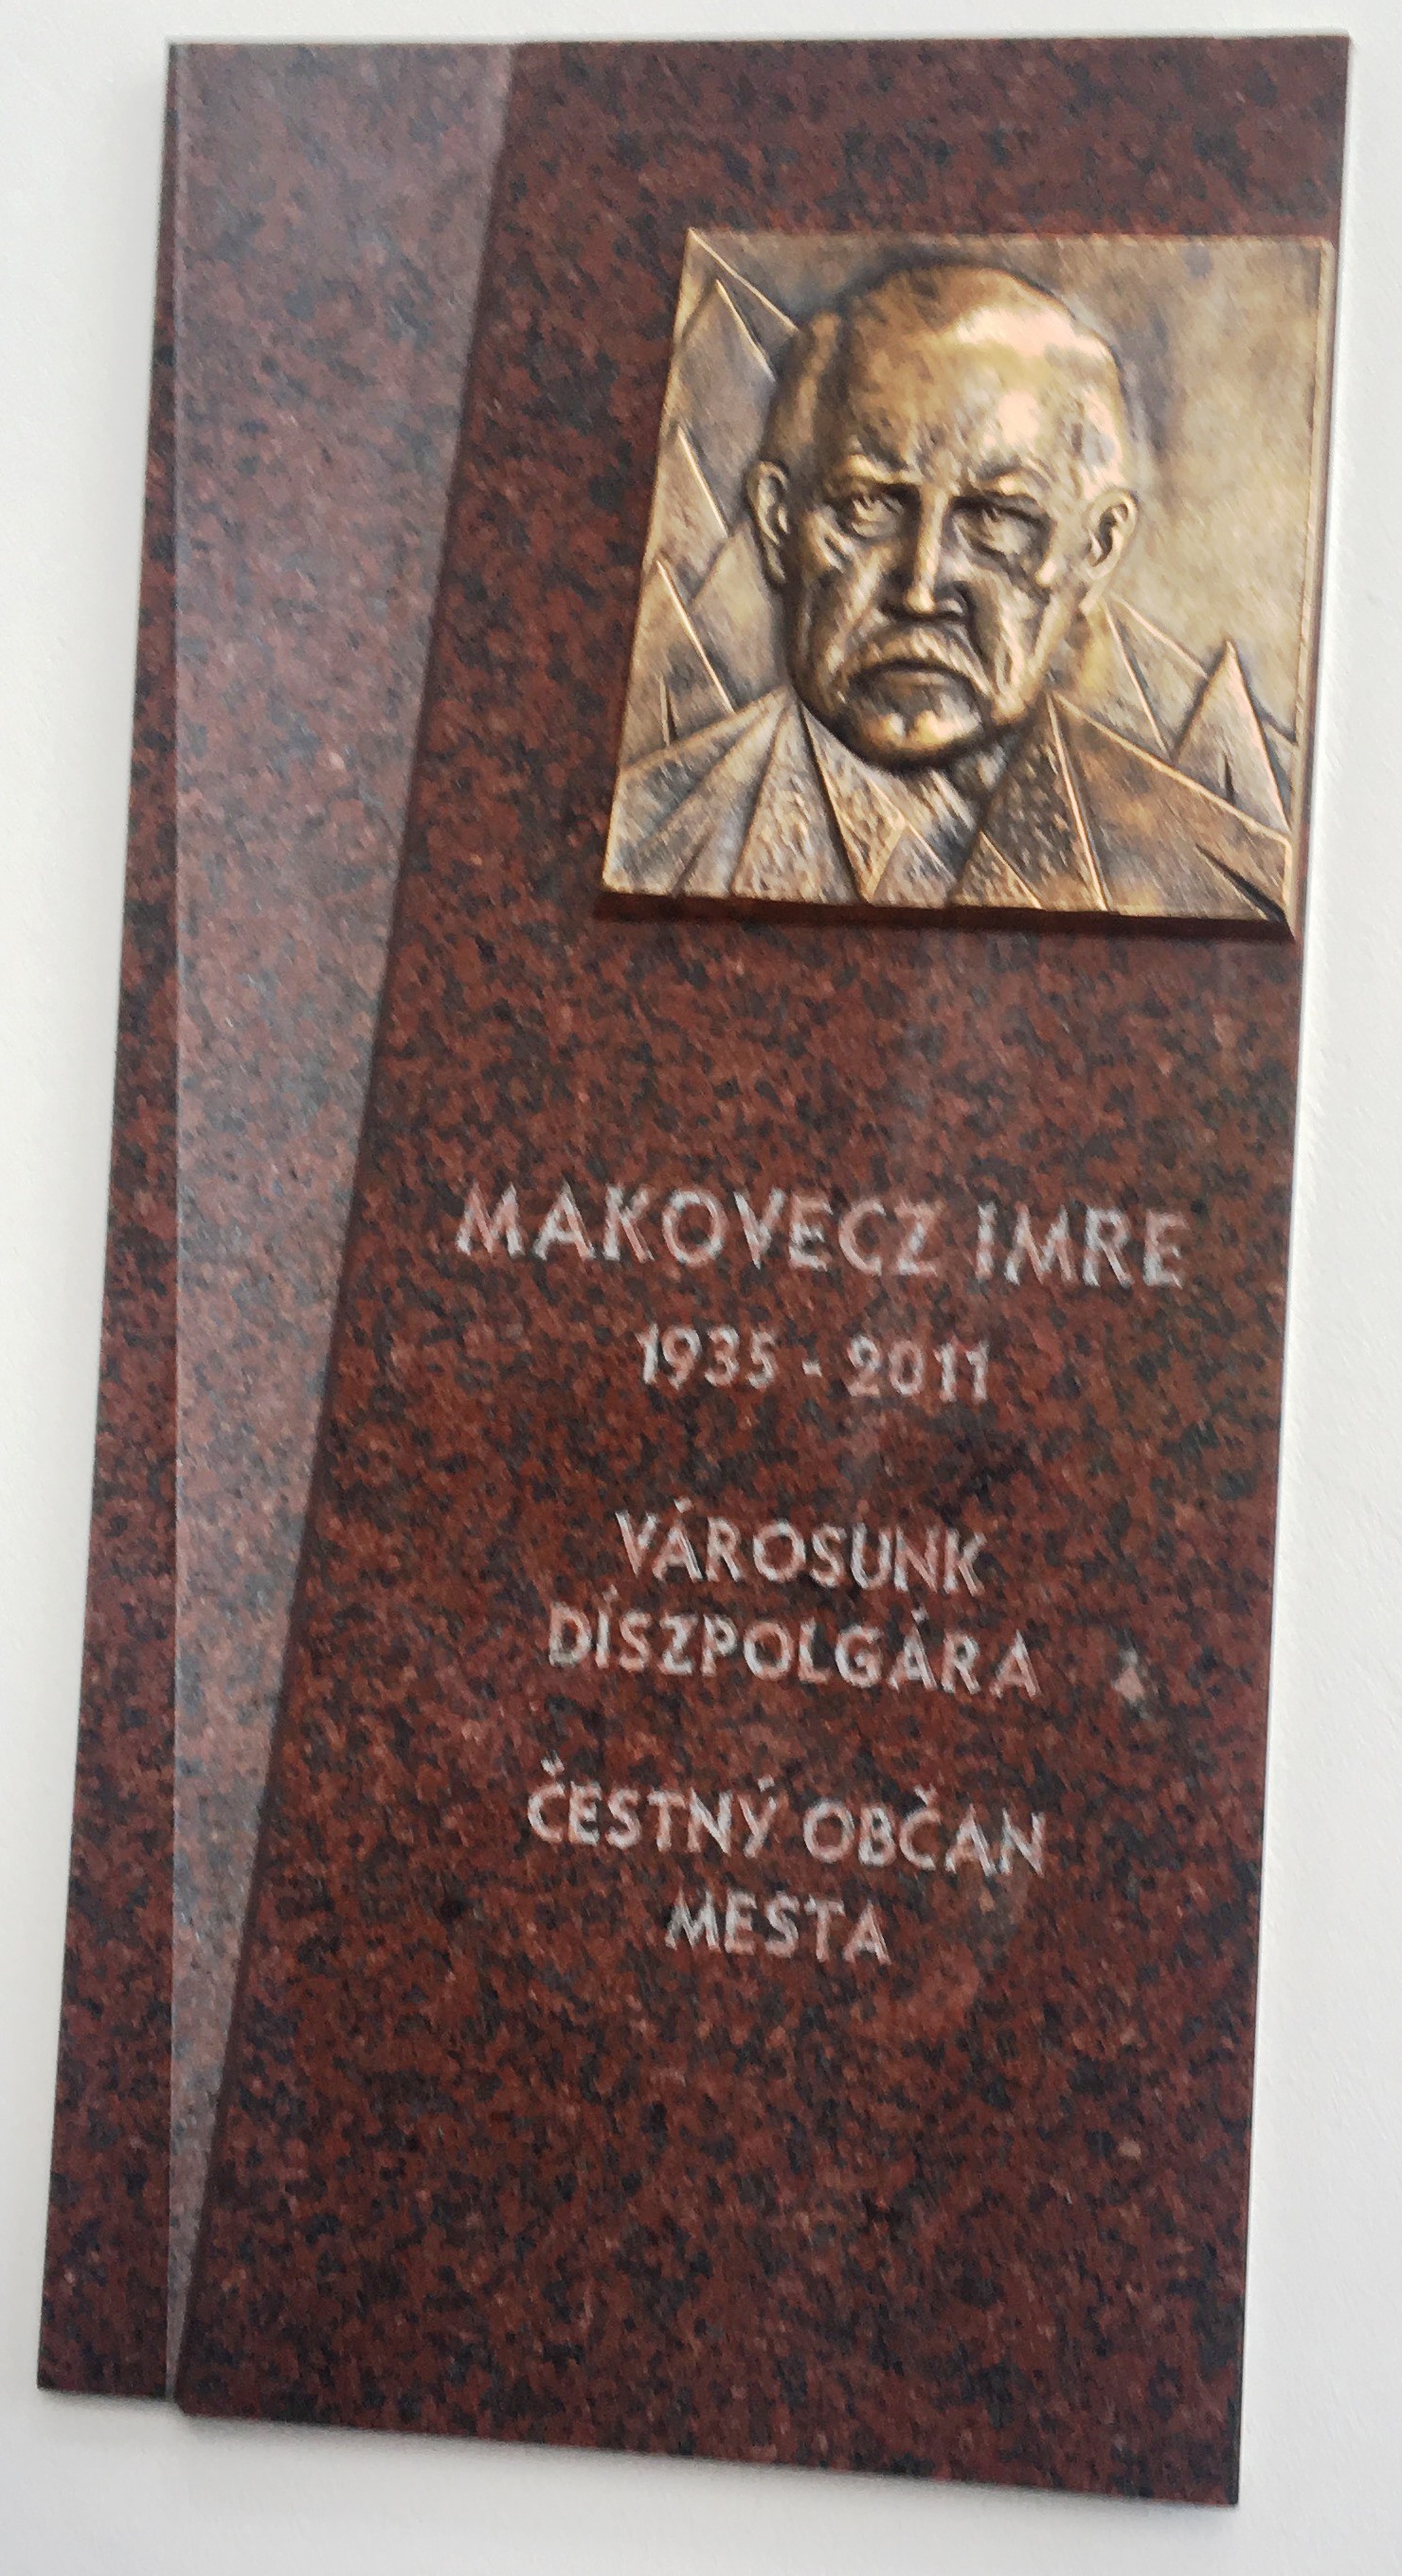 MAKOVECZ IMRE
1935 - 2011
VÁROSUNK
DÍSZPOLGÁRA
ČESTNÝ OBČAN
MESTA